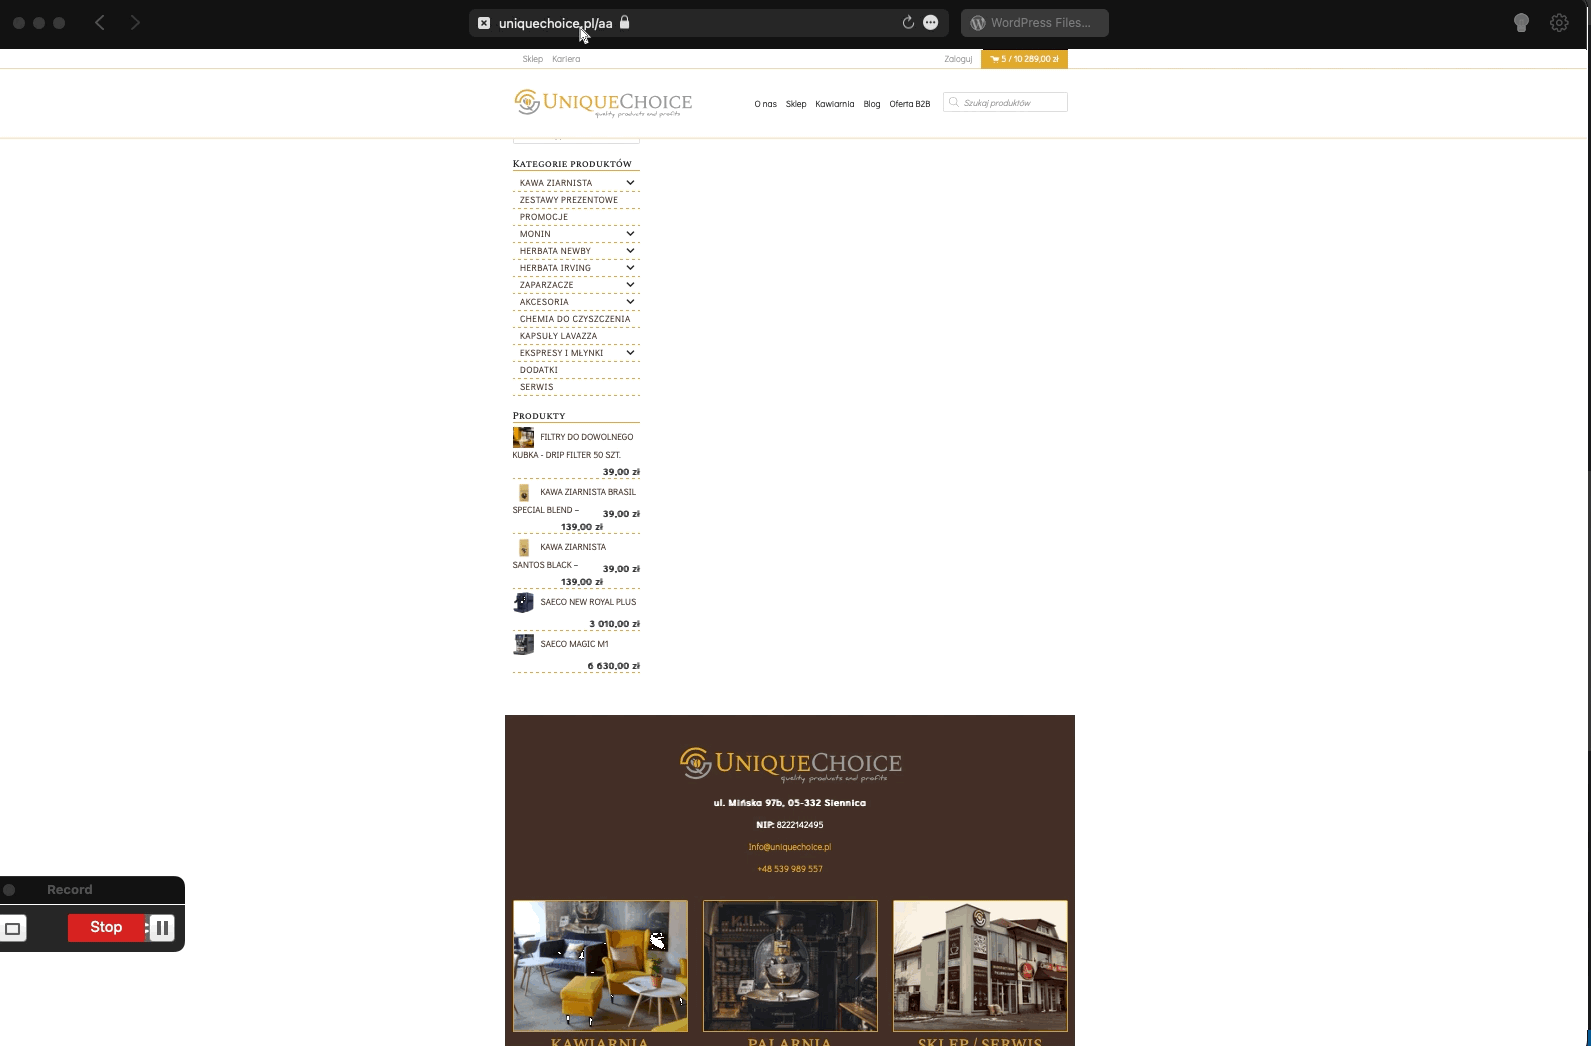 uniquechoice.pl/aa
WordPress Files...
Sklep Kariera
Zaloguj
5 / 10 289,00 zł
UNIQUECHOICE
quality products and profits
O nas Sklep Kawiarnia Blog Oferta B2B
Szukaj produktów
KATEGORIE PRODUKTÓW
KAWA ZIARNISTA
ZESTAWY PREZENTOWE
PROMOCJE
MONIN
HERBATA NEWBY
HERBATA IRVING
ZAPARZACZE
AKCESORIA
CHEMIA DO CZYSZCZENIA
KAPSUŁY LAVAZZA
EKSPRESY I MŁYNKI
DODATKI
SERWIS
PRODUKTY
FILTRY DO DOWOLNEGO
KUBKA - DRIP FILTER 50 SZT.
39,00 zł
KAWA ZIARNISTA BRASIL
SPECIAL BLEND –
39,00 zł
139,00 zł
KAWA ZIARNISTA
SANTOS BLACK –
39,00 zł
139,00 zł
SAECO NEW ROYAL PLUS
3 010,00 zł
SAECO MAGIC M1
6 630,00 zł
UNIQUECHOICE
quality products and profits
ul. Mińska 97b, 05-332 Siennica
NIP: 8222142495
Info@uniquechoice.pl
+48 539 989 557
Record
Stop
KAWIARNIA
PALARNIA
SKLEP / SERWIS